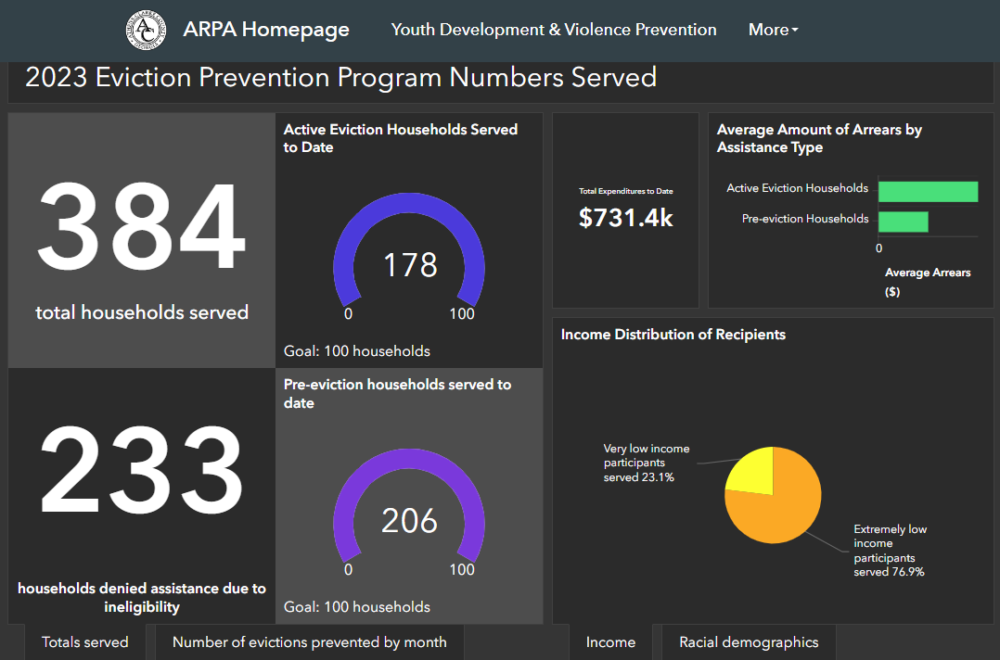 ARPA Homepage
Youth Development & Violence Prevention
More
2023 Eviction Prevention Program Numbers Served
384
total households served
Active Eviction Households Served
to Date
178
0
100
Goal: 100 households
Total Expenditures to Date
$731.4k
Average Amount of Arrears by
Assistance Type
Active Eviction Households
Pre-eviction Households
0
Average Arrears
($)
233
households denied assistance due to
ineligibility
Pre-eviction households served to
date
206
0
100
Goal: 100 households
Income Distribution of Recipients
Very low income
participants
served 23.1%
Extremely low
income
participants
served 76.9%
Totals served
Number of evictions prevented by month
Income
Racial demographics